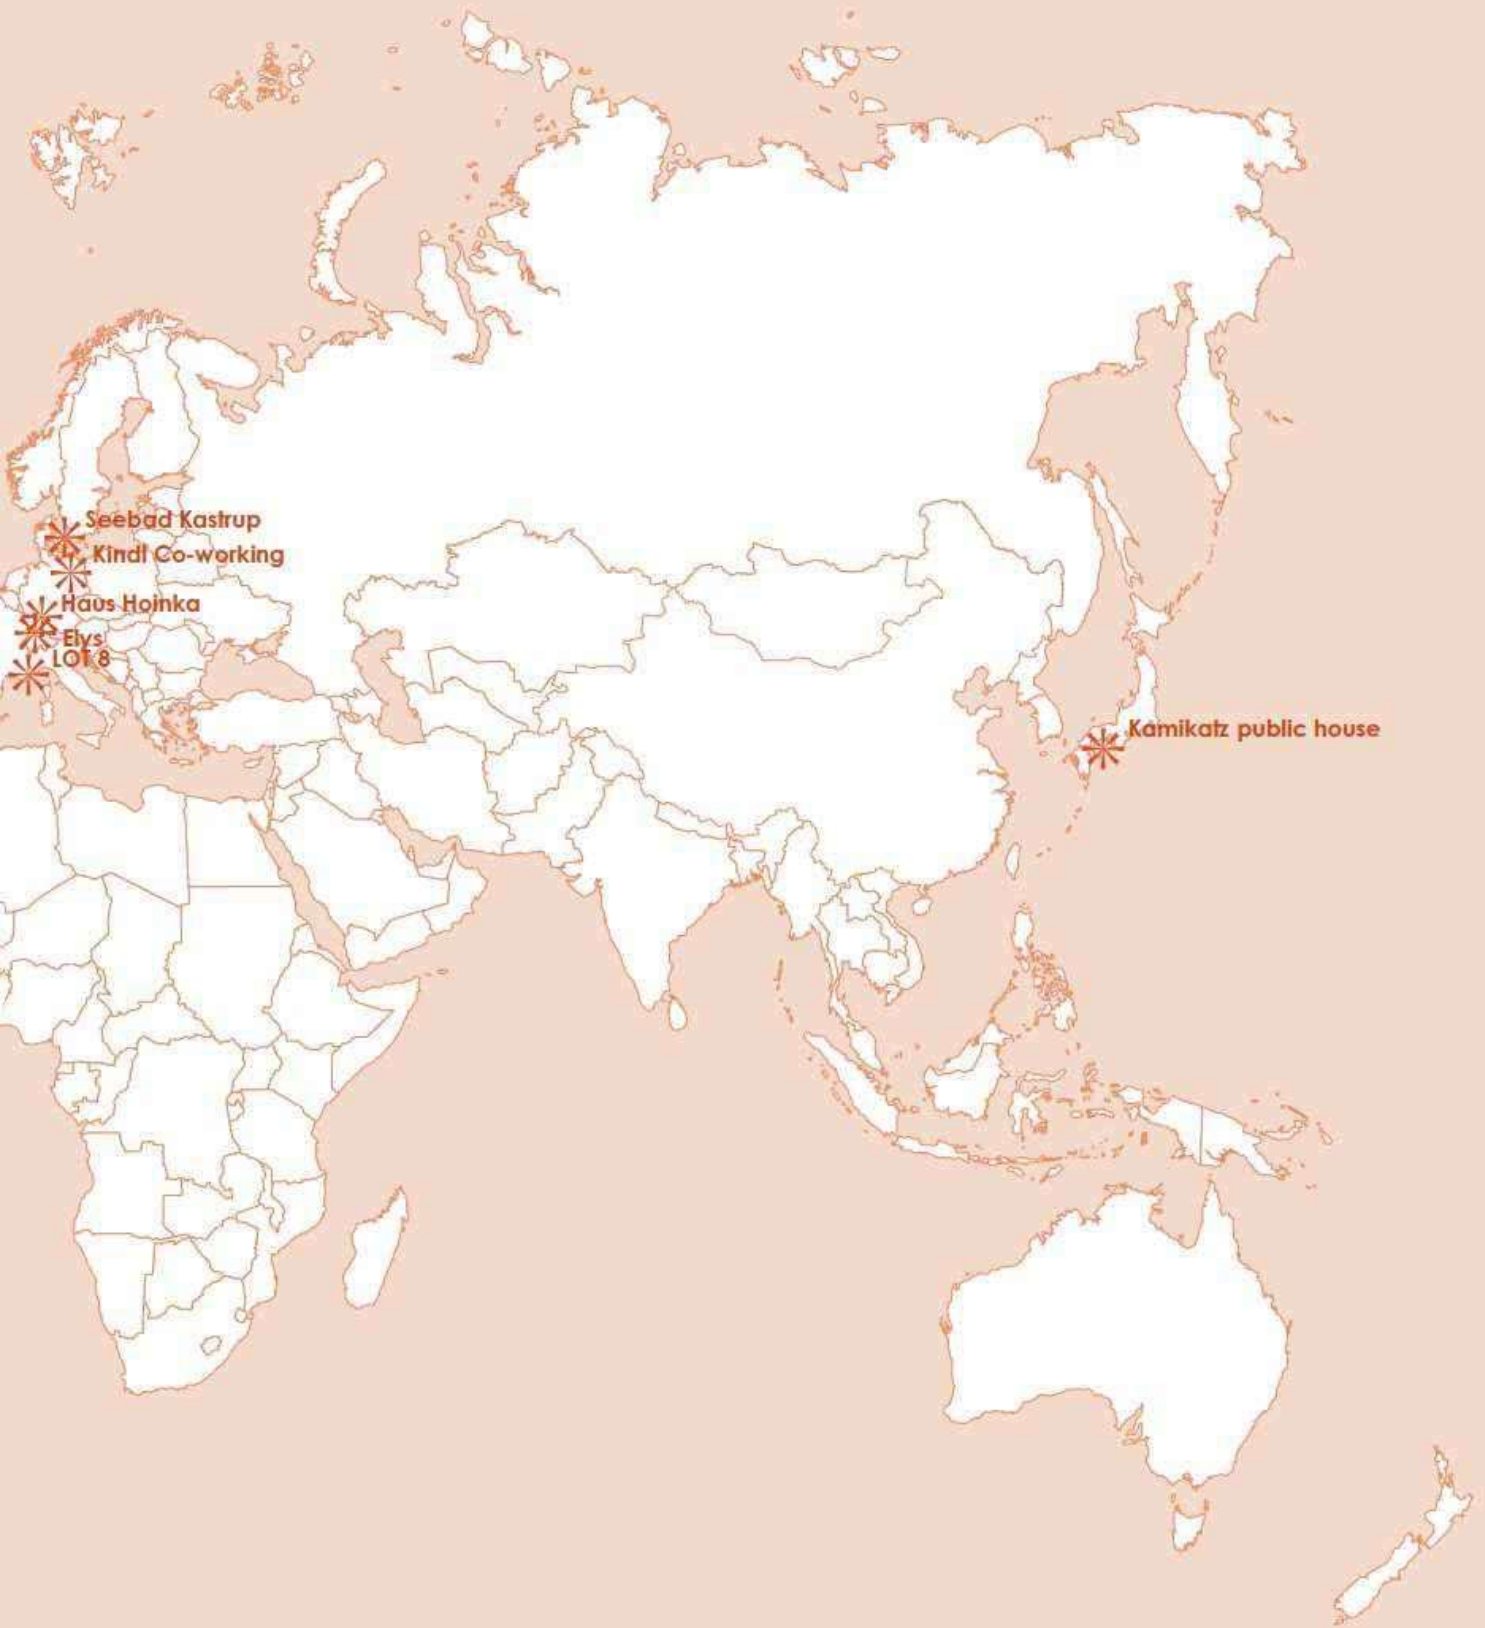 Seebad Kastrup
Kindl Co-working
Haus Hoinka
Elys
LOT 8
Kamikatz public house